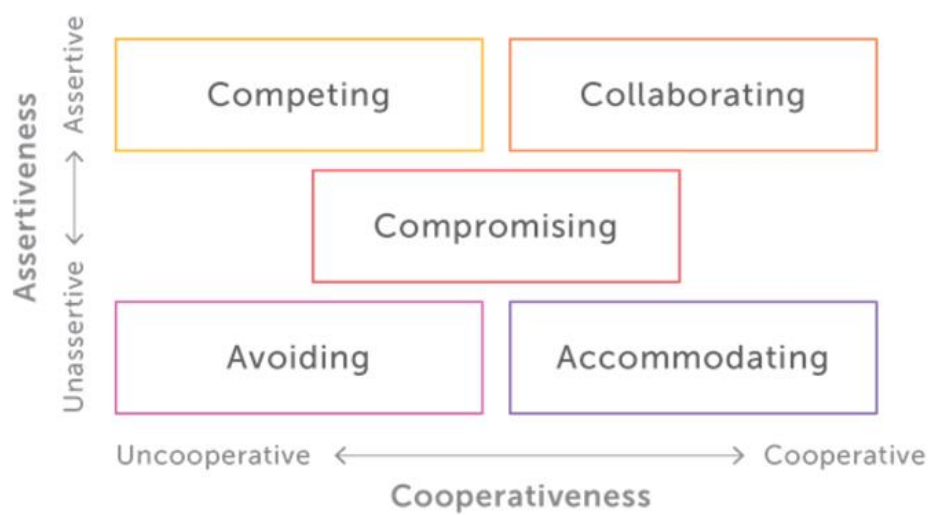 Assertiveness
Assertive
Unassertive
Competing
Collaborating
Compromising
Avoiding
Accommodating
Uncooperative
Cooperative
Cooperativeness